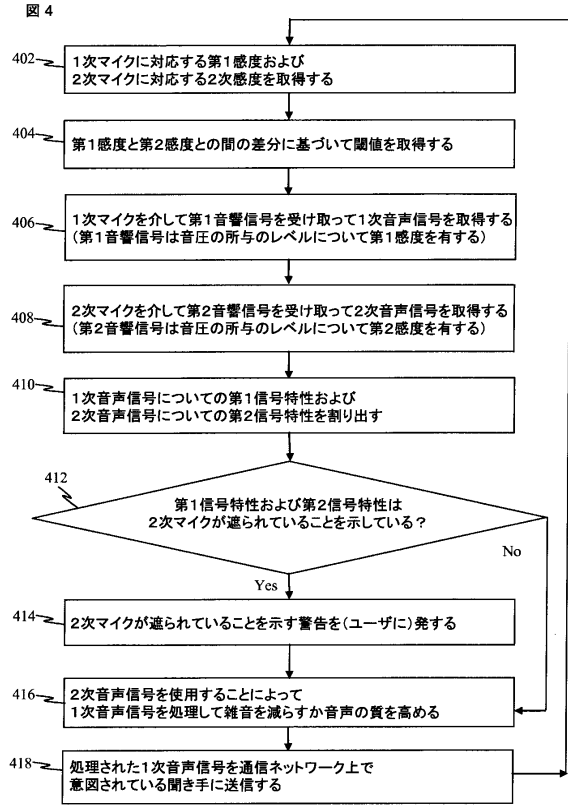 図 4
402
1次マイクに対応する第1感度および
2次マイクに対応する2次感度を取得する
404
第1感度と第2感度との間の差分に基づいて閾値を取得する
406
1次マイクを介して第1音響信号を受け取って1次音声信号を取得する
(第1音響信号は音圧の所与のレベルについて第1感度を有する)
408
2次マイクを介して第2音響信号を受け取って2次音声信号を取得する
(第2音響信号は音圧の所与のレベルについて第2感度を有する)
410
1次音声信号についての第1信号特性および
2次音声信号についての第2信号特性を割り出す
412
第1信号特性および第2信号特性は
2次マイクが遮られていることを示している?
No
Yes
414
2次マイクが遮られていることを示す警告を(ユーザに)発する
416
2次音声信号を使用することによって
1次音声信号を処理して雑音を減らすか音声の質を高める
418
処理された1次音声信号を通信ネットワーク上で
意図されている聞き手に送信する